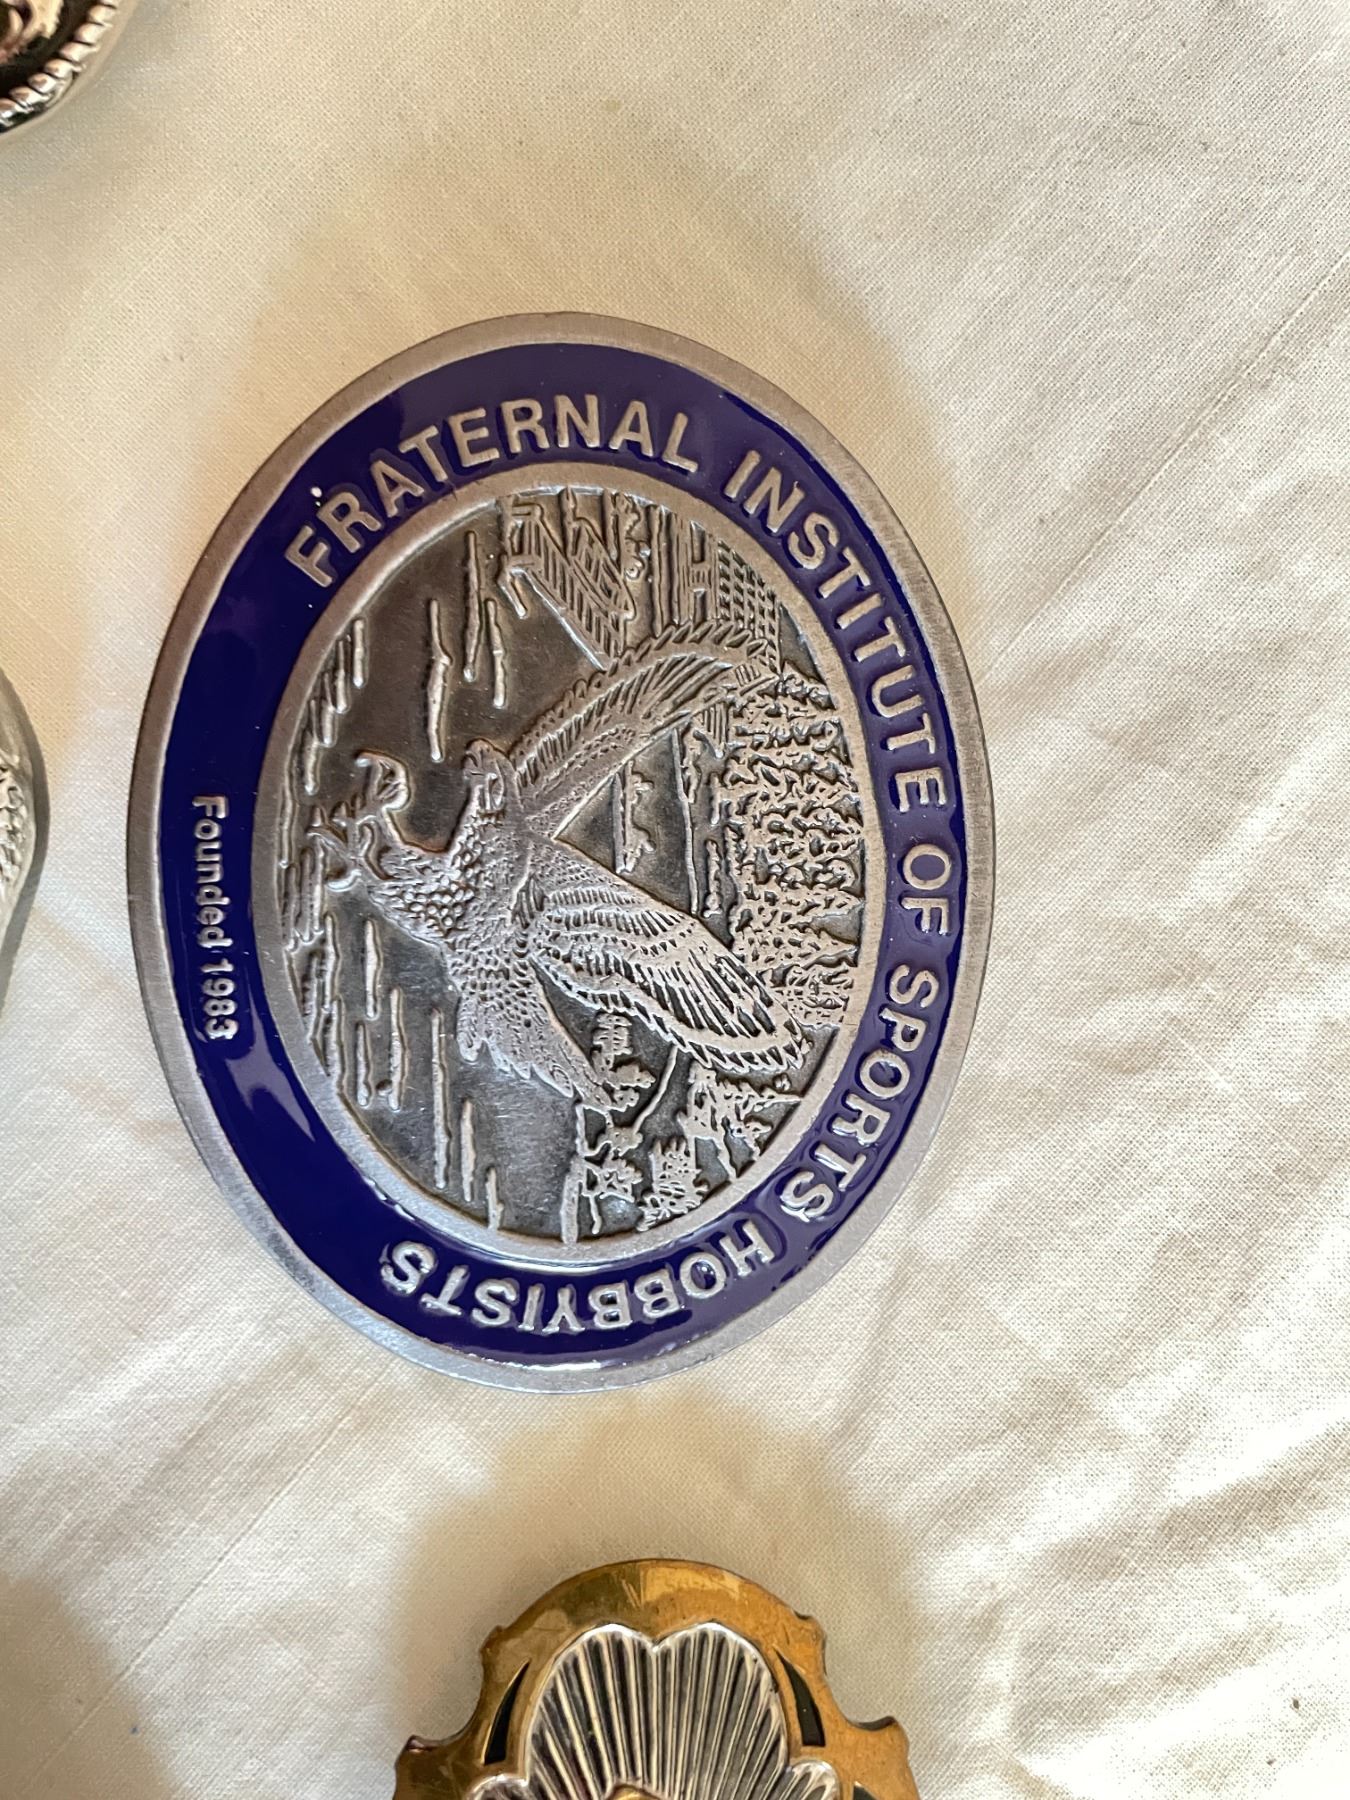 FRATERNAL INSTITUTE OF SPORTS HOBBYISTS
Founded 1983